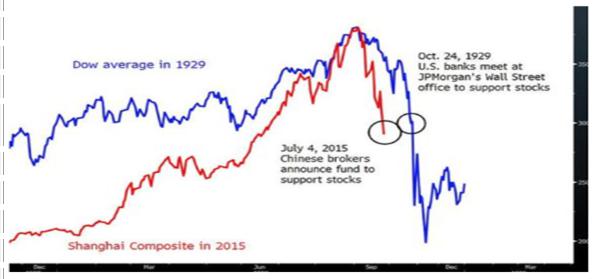 Dow average in 1929
Oct. 24, 1929
U.S. banks meet at
JPMorgan's Wall Street
office to support stocks
July 4, 2015
Chinese brokers
announce fund to
support stocks
Shanghai Composite in 2015
Dec
Mar
Jun
Sep
Dec
Mar